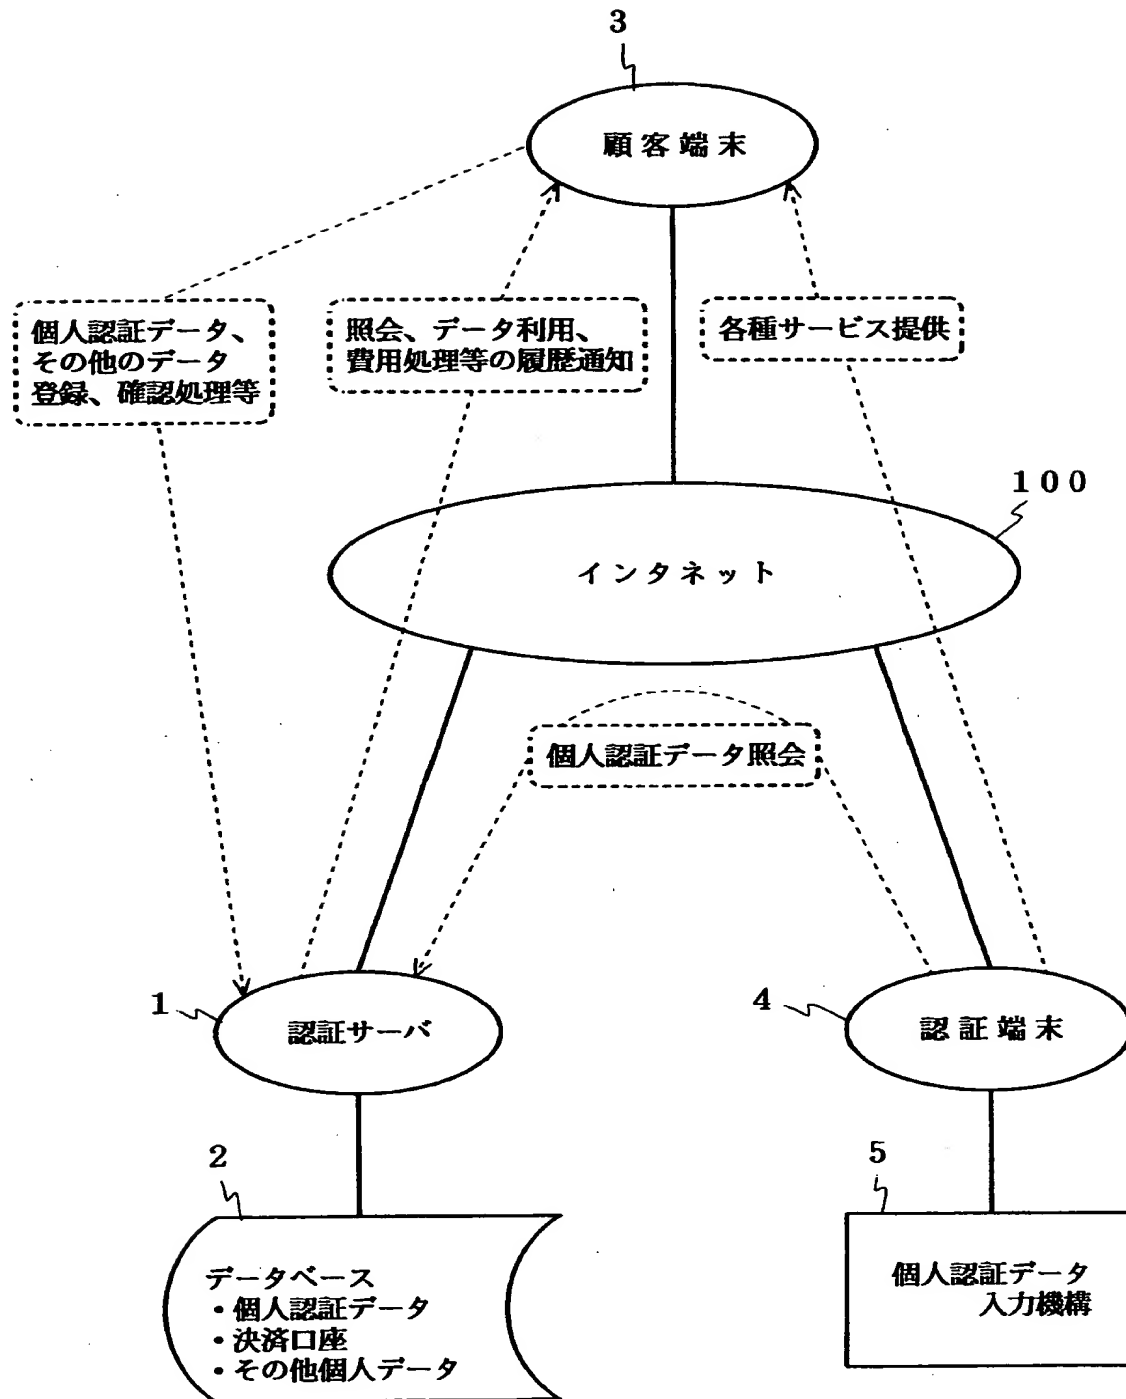 3
顧客端末
個人認証データ、
その他のデータ
登録、確認処理等
照会、データ利用、
費用処理等の履歴通知
各種サービス提供
100
インタネット
個人認証データ照会
1
認証サーバ
4
認証端末
2
データベース
・個人認証データ
・決済口座
・その他個人データ
5
個人認証データ
入力機構